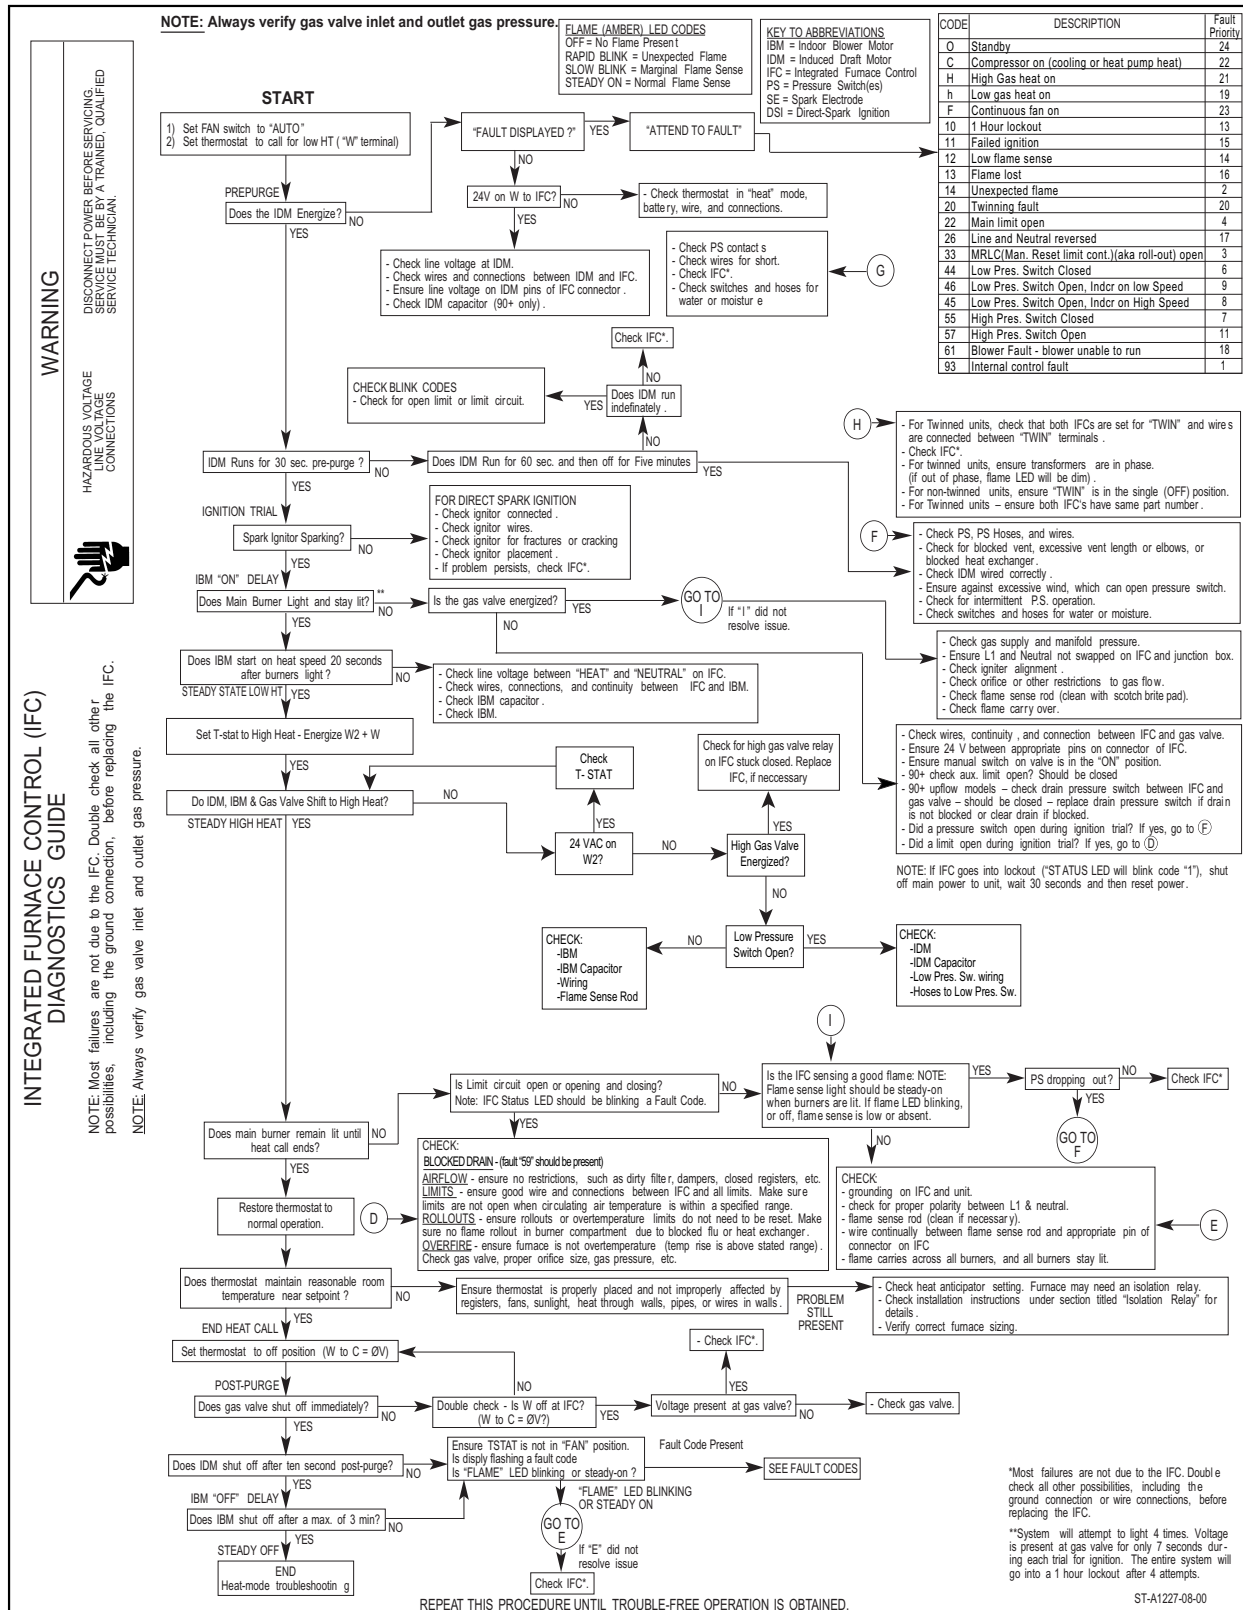 NOTE: Always verify gas valve inlet and outlet gas pressure.
FLAME (AMBER) LED CODES
OFF = No Flame Present
RAPID BLINK = Unexpected Flame
SLOW BLINK = Marginal Flame Sense
STEADY ON = Normal Flame Sense
KEY TO ABBREVIATIONS
IBM = Indoor Blower Motor
IDM = Induced Draft Motor
IFC = Integrated Furnace Control
PS = Pressure Switch(es)
SE = Spark Electrode
DSI = Direct-Spark Ignition
CODE DESCRIPTION Fault Priority
O Standby 24
C Compressor on (cooling or heat pump heat) 22
H High Gas heat on 21
h Low gas heat on 19
F Continuous fan on 23
10 1 Hour lockout 13
11 Failed ignition 15
12 Low flame sense 14
13 Flame lost 16
14 Unexpected flame 2
20 Twinning fault 20
22 Main limit open 4
26 Line and Neutral reversed 17
33 MRLC(Man. Reset limit cont.)(aka roll-out) open 3
44 Low Pres. Switch Closed 6
46 Low Pres. Switch Open, Indcr on low Speed 9
45 Low Pres. Switch Open, Indcr on High Speed 8
55 High Pres. Switch Closed 7
57 High Pres. Switch Open 11
61 Blower Fault - blower unable to run 18
93 Internal control fault 1
WARNING
HAZARDOUS VOLTAGE
LINE VOLTAGE
CONNECTIONS
DISCONNECT POWER BEFORE SERVICING.
SERVICE MUST BE BY A TRAINED, QUALIFIED
SERVICE TECHNICIAN.
INTEGRATED FURNACE CONTROL (IFC)
DIAGNOSTICS GUIDE
NOTE: Most failures are not due to the IFC. Double check all other
possibilities, including the ground connection, before replacing the IFC.
NOTE: Always verify gas valve inlet and outlet gas pressure.
START
1) Set FAN switch to "AUTO"
2) Set thermostat to call for low HT ( "W" terminal)
"FAULT DISPLAYED ?"
YES
"ATTEND TO FAULT"
NO
PREPURGE
Does the IDM Energize?
NO
YES
24V on W to IFC?
NO
YES
- Check thermostat in "heat" mode,
battery, wire, and connections.
- Check line voltage at IDM.
- Check wires and connections between IDM and IFC.
- Ensure line voltage on IDM pins of IFC connector .
- Check IDM capacitor (90+ only) .
- Check PS contact s
- Check wires for short.
- Check IFC*.
- Check switches and hoses for
water or moistur e
G
Check IFC*.
NO
CHECK BLINK CODES
- Check for open limit or limit circuit.
YES
Does IDM run
indefinately .
NO
H
- For Twinned units, check that both IFCs are set for "TWIN" and wires
are connected between "TWIN" terminals .
- Check IFC*.
- For twinned units, ensure transformers are in phase.
(if out of phase, flame LED will be dim) .
- For non-twinned units, ensure "TWIN" is in the single (OFF) position.
- For Twinned units – ensure both IFC's have same part number .
IDM Runs for 30 sec. pre-purge ?
NO
Does IDM Run for 60 sec. and then off for Five minutes
YES
YES
IGNITION TRIAL
Spark Ignitor Sparking?
NO
YES
FOR DIRECT SPARK IGNITION
- Check ignitor connected .
- Check ignitor wires.
- Check ignitor for fractures or cracking
- Check ignitor placement .
- If problem persists, check IFC*.
F
- Check PS, PS Hoses, and wires.
- Check for blocked vent, excessive vent length or elbows, or
blocked heat exchanger .
- Check IDM wired correctly .
- Ensure against excessive wind, which can open pressure switch.
- Check for intermittent P.S. operation.
- Check switches and hoses for water or moisture.
IBM "ON" DELAY
Does Main Burner Light and stay lit?
**
NO
YES
Is the gas valve energized?
YES
NO
GO TO
I
If "I" did not
resolve issue.
- Check gas supply and manifold pressure.
- Ensure L1 and Neutral not swapped on IFC and junction box.
- Check igniter alignment .
- Check orifice or other restrictions to gas flow.
- Check flame sense rod (clean with scotch brite pad).
- Check flame carry over.
Does IBM start on heat speed 20 seconds
after burners light ?
NO
- Check line voltage between "HEAT" and "NEUTRAL" on IFC.
- Check wires, connections, and continuity between IFC and IBM.
- Check IBM capacitor .
- Check IBM.
STEADY STATE LOW HT YES
Set T-stat to High Heat - Energize W2 + W
YES
- Check wires, continuity , and connection between IFC and gas valve.
- Ensure 24 V between appropriate pins on connector of IFC.
- Ensure manual switch on valve is in the "ON" position.
- 90+ check aux. limit open? Should be closed
- 90+ upflow models – check drain pressure switch between IFC and
gas valve – should be closed – replace drain pressure switch if drain
is not blocked or clear drain if blocked.
- Did a pressure switch open during ignition trial? If yes, go to F
- Did a limit open during ignition trial? If yes, go to D
Check
T- STAT
Check for high gas valve relay
on IFC stuck closed. Replace
IFC, if neccessary
Do IDM, IBM & Gas Valve Shift to High Heat?
NO
YES
YES
STEADY HIGH HEAT YES
24 VAC on
W2?
NO
High Gas Valve
Energized?
NO
NOTE: If IFC goes into lockout ("STATUS LED will blink code "1"), shut
off main power to unit, wait 30 seconds and then reset power .
CHECK:
-IBM
-IBM Capacitor
-Wiring
-Flame Sense Rod
NO
Low Pressure
Switch Open?
YES
CHECK:
-IDM
-IDM Capacitor
-Low Pres. Sw. wiring
-Hoses to Low Pres. Sw.
I
Is Limit circuit open or opening and closing?
Note: IFC Status LED should be blinking a Fault Code.
NO
YES
Is the IFC sensing a good flame: NOTE:
Flame sense light should be steady-on
when burners are lit. If flame LED blinking,
or off, flame sense is low or absent.
YES
NO
PS dropping out?
NO
Check IFC*
YES
GO TO
F
Does main burner remain lit until
heat call ends?
NO
YES
CHECK:
BLOCKED DRAIN - (fault "59" should be present)
AIRFLOW - ensure no restrictions, such as dirty filter, dampers, closed registers, etc.
LIMITS - ensure good wire and connections between IFC and all limits. Make sure
limits are not open when circulating air temperature is within a specified range.
ROLLOUTS - ensure rollouts or overtemperature limits do not need to be reset. Make
sure no flame rollout in burner compartment due to blocked flu or heat exchanger.
OVERFIRE - ensure furnace is not overtemperature (temp rise is above stated range) .
Check gas valve, proper orifice size, gas pressure, etc.
D
CHECK:
- grounding on IFC and unit.
- check for proper polarity between L1 & neutral.
- flame sense rod (clean if necessary).
- wire continually between flame sense rod and appropriate pin of
connector on IFC
- flame carries across all burners, and all burners stay lit.
E
Restore thermostat to
normal operation.
YES
Does thermostat maintain reasonable room
temperature near setpoint ?
NO
Ensure thermostat is properly placed and not improperly affected by
registers, fans, sunlight, heat through walls, pipes, or wires in walls .
PROBLEM
STILL
PRESENT
- Check heat anticipator setting. Furnace may need an isolation relay.
- Check installation instructions under section titled "Isolation Relay" for
details .
- Verify correct furnace sizing.
YES
END HEAT CALL
Set thermostat to off position (W to C = ØV)
- Check IFC*.
POST-PURGE
NO
YES
Does gas valve shut off immediately?
NO
Double check - Is W off at IFC?
(W to C = ØV?)
YES
Voltage present at gas valve?
NO
- Check gas valve.
YES
Does IDM shut off after ten second post-purge?
NO
Ensure TSTAT is not in "FAN" position.
Is disply flashing a fault code
Is "FLAME" LED blinking or steady-on ?
Fault Code Present
SEE FAULT CODES
YES
IBM "OFF" DELAY
Does IBM shut off after a max. of 3 min?
NO
"FLAME" LED BLINKING
OR STEADY ON
GO TO
E
If "E" did not
resolve issue
YES
STEADY OFF
END
Heat-mode troubleshootin g
Check IFC*.
*Most failures are not due to the IFC. Double
check all other possibilities, including the
ground connection or wire connections, before
replacing the IFC.
**System will attempt to light 4 times. Voltage
is present at gas valve for only 7 seconds dur-
ing each trial for ignition. The entire system will
go into a 1 hour lockout after 4 attempts.
ST-A1227-08-00
REPEAT THIS PROCEDURE UNTIL TROUBLE-FREE OPERATION IS OBTAINED.